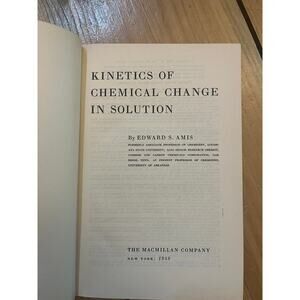 KINETICS OF
CHEMICAL CHANGE
IN SOLUTION
By EDWARD S. AMIS
FORMERLY ASSOCIATE PROFESSOR OF CHEMISTRY, LOUISI-
ANA STATE UNIVERSITY; ALSO SENIOR RESEARCH CHEMIST,
CARBIDE AND CARBON CHEMICALS CORPORATION, OAK
RIDGE, TENN. AT PRESENT PROFESSOR OF CHEMISTRY,
UNIVERSITY OF ARKANSAS
THE MACMILLAN COMPANY
NEW YORK: 1949